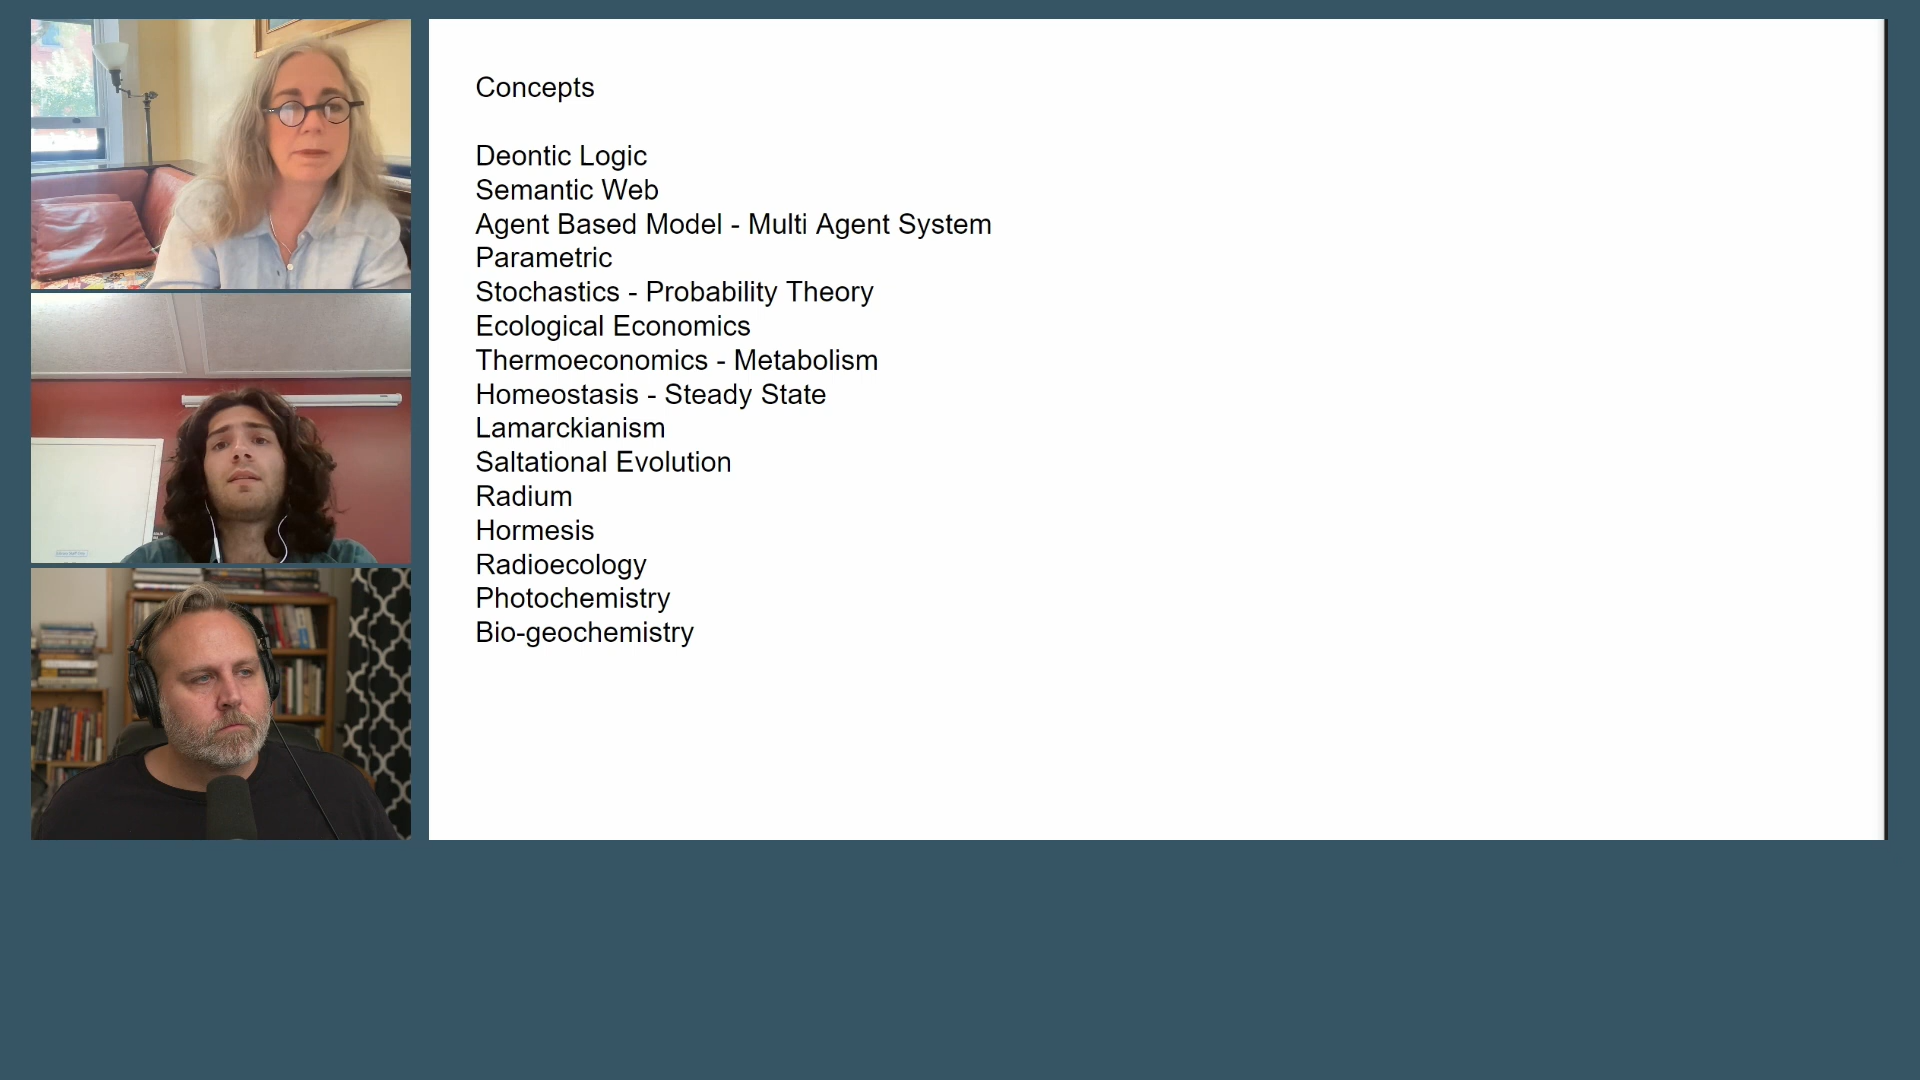 Concepts
Deontic Logic
Semantic Web
Agent Based Model - Multi Agent System
Parametric
Stochastics - Probability Theory
Ecological Economics
Thermoeconomics - Metabolism
Homeostasis - Steady State
Lamarckianism
Saltational Evolution
Radium
Hormesis
Radioecology
Photochemistry
Bio-geochemistry